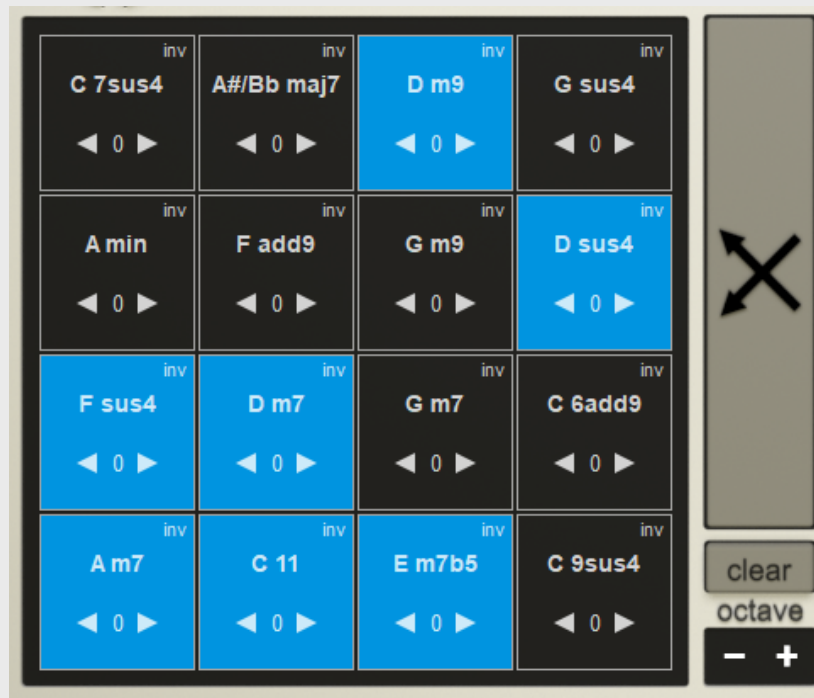 inv inv inv inv
C 7sus4 A#/Bb maj7 D m9 G sus4
0 0 0 0
inv inv inv inv
A min F add9 G m9 D sus4
0 0 0 0
inv inv inv inv
F sus4 D m7 G m7 C 6add9
0 0 0 0
inv inv inv inv
A m7 C 11 E m7b5 C 9sus4
0 0 0 0
clear
octave
− +